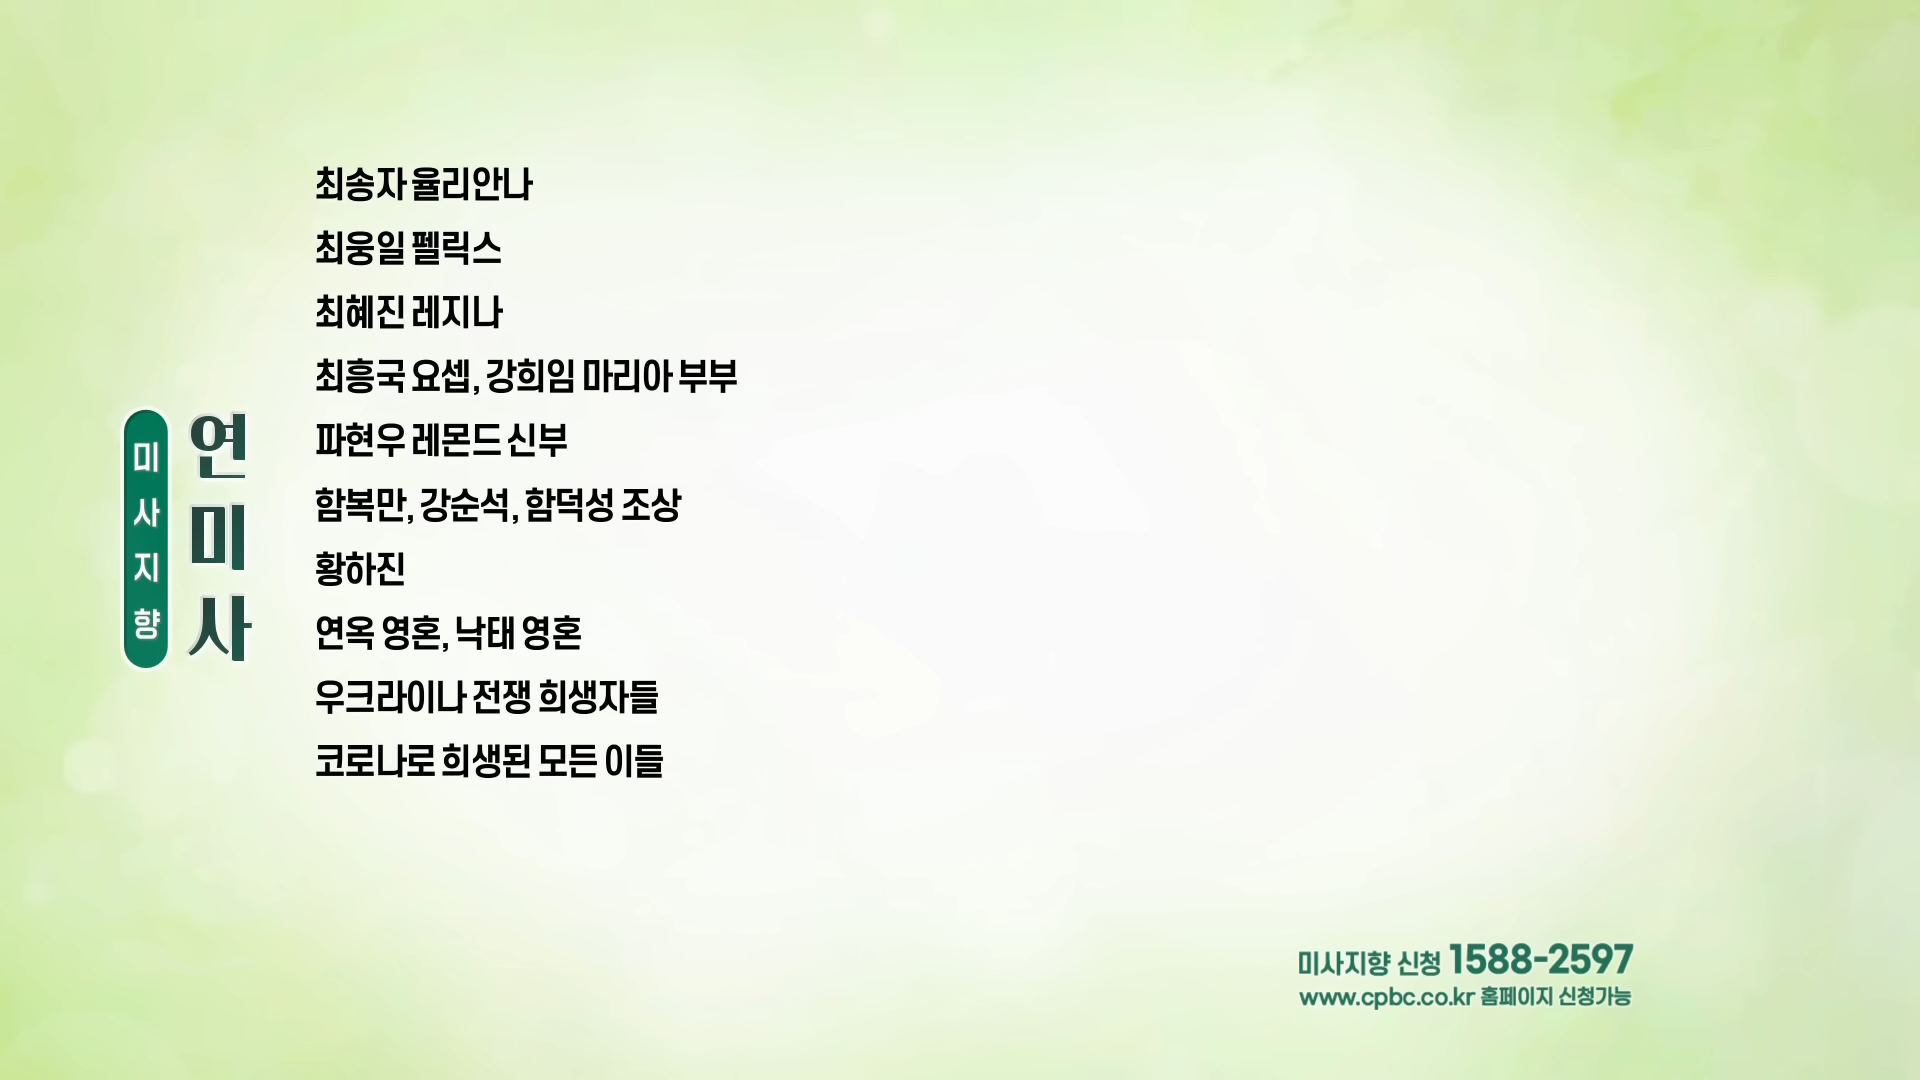 미사지향
연미사
최송자 율리안나
최웅일 펠릭스
최혜진 레지나
최흥국 요셉, 강희임 마리아 부부
파현우 레몬드 신부
함복만, 강순석, 함덕성 조상
황하진
연옥 영혼, 낙태 영혼
우크라이나 전쟁 희생자들
코로나로 희생된 모든 이들
미사지향 신청 1588-2597
www.cpbc.co.kr 홈페이지 신청가능